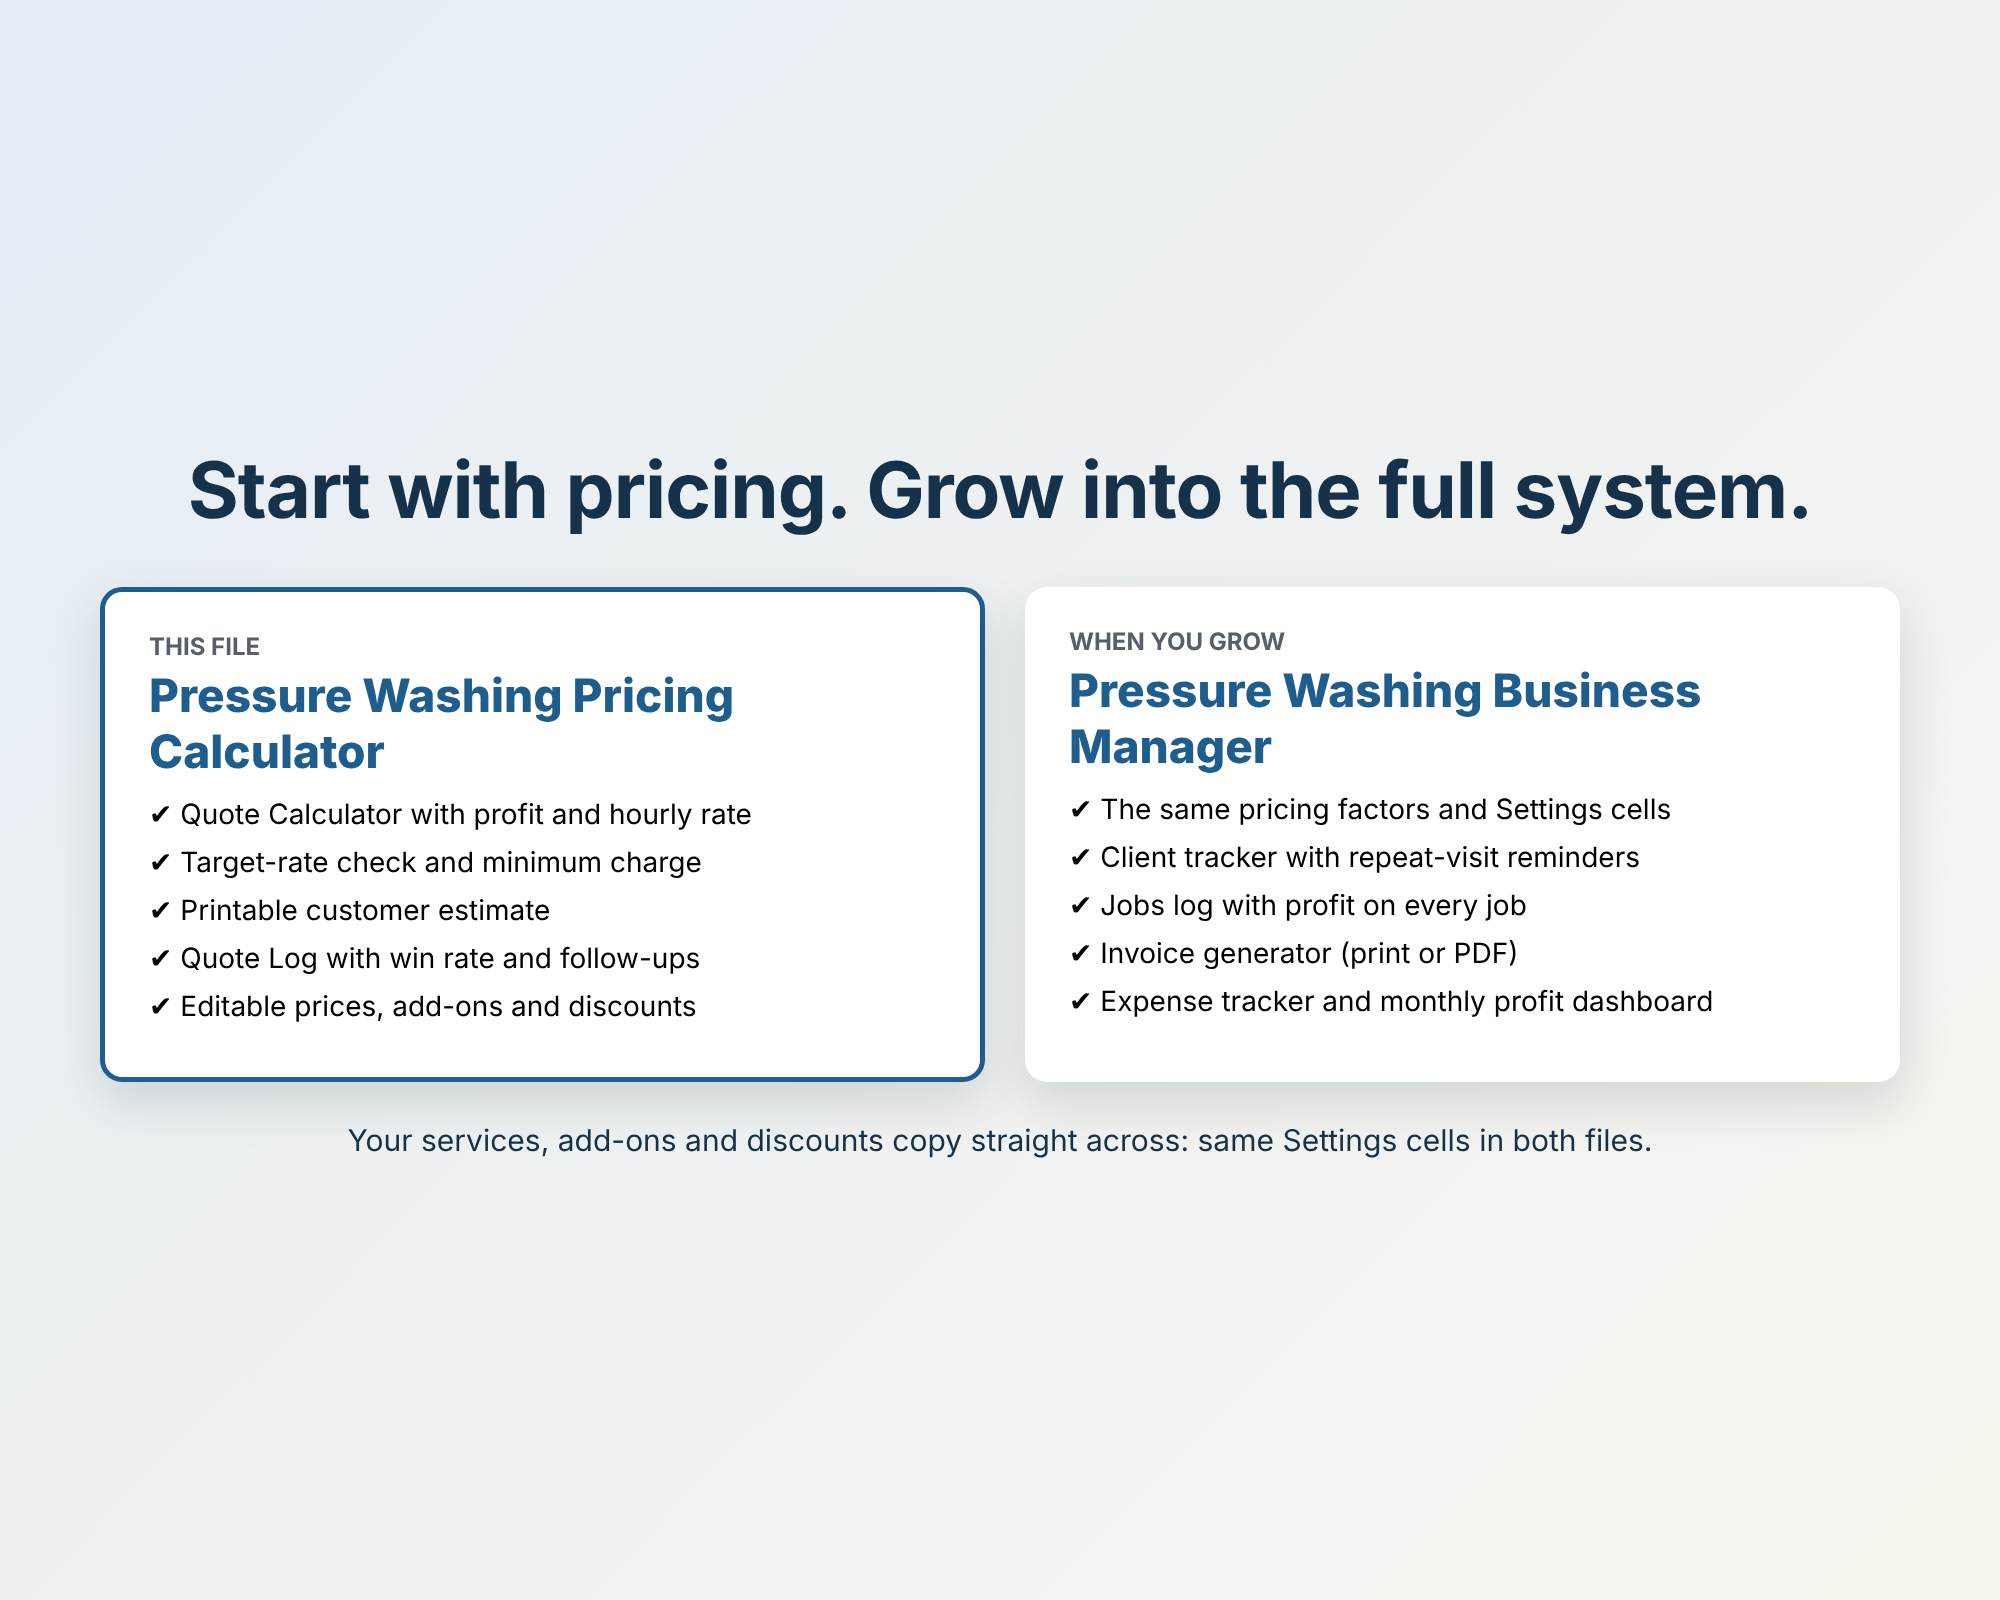 Start with pricing. Grow into the full system.
THIS FILE
Pressure Washing Pricing
Calculator
✔ Quote Calculator with profit and hourly rate
✔ Target-rate check and minimum charge
✔ Printable customer estimate
✔ Quote Log with win rate and follow-ups
✔ Editable prices, add-ons and discounts
WHEN YOU GROW
Pressure Washing Business
Manager
✔ The same pricing factors and Settings cells
✔ Client tracker with repeat-visit reminders
✔ Jobs log with profit on every job
✔ Invoice generator (print or PDF)
✔ Expense tracker and monthly profit dashboard
Your services, add-ons and discounts copy straight across: same Settings cells in both files.